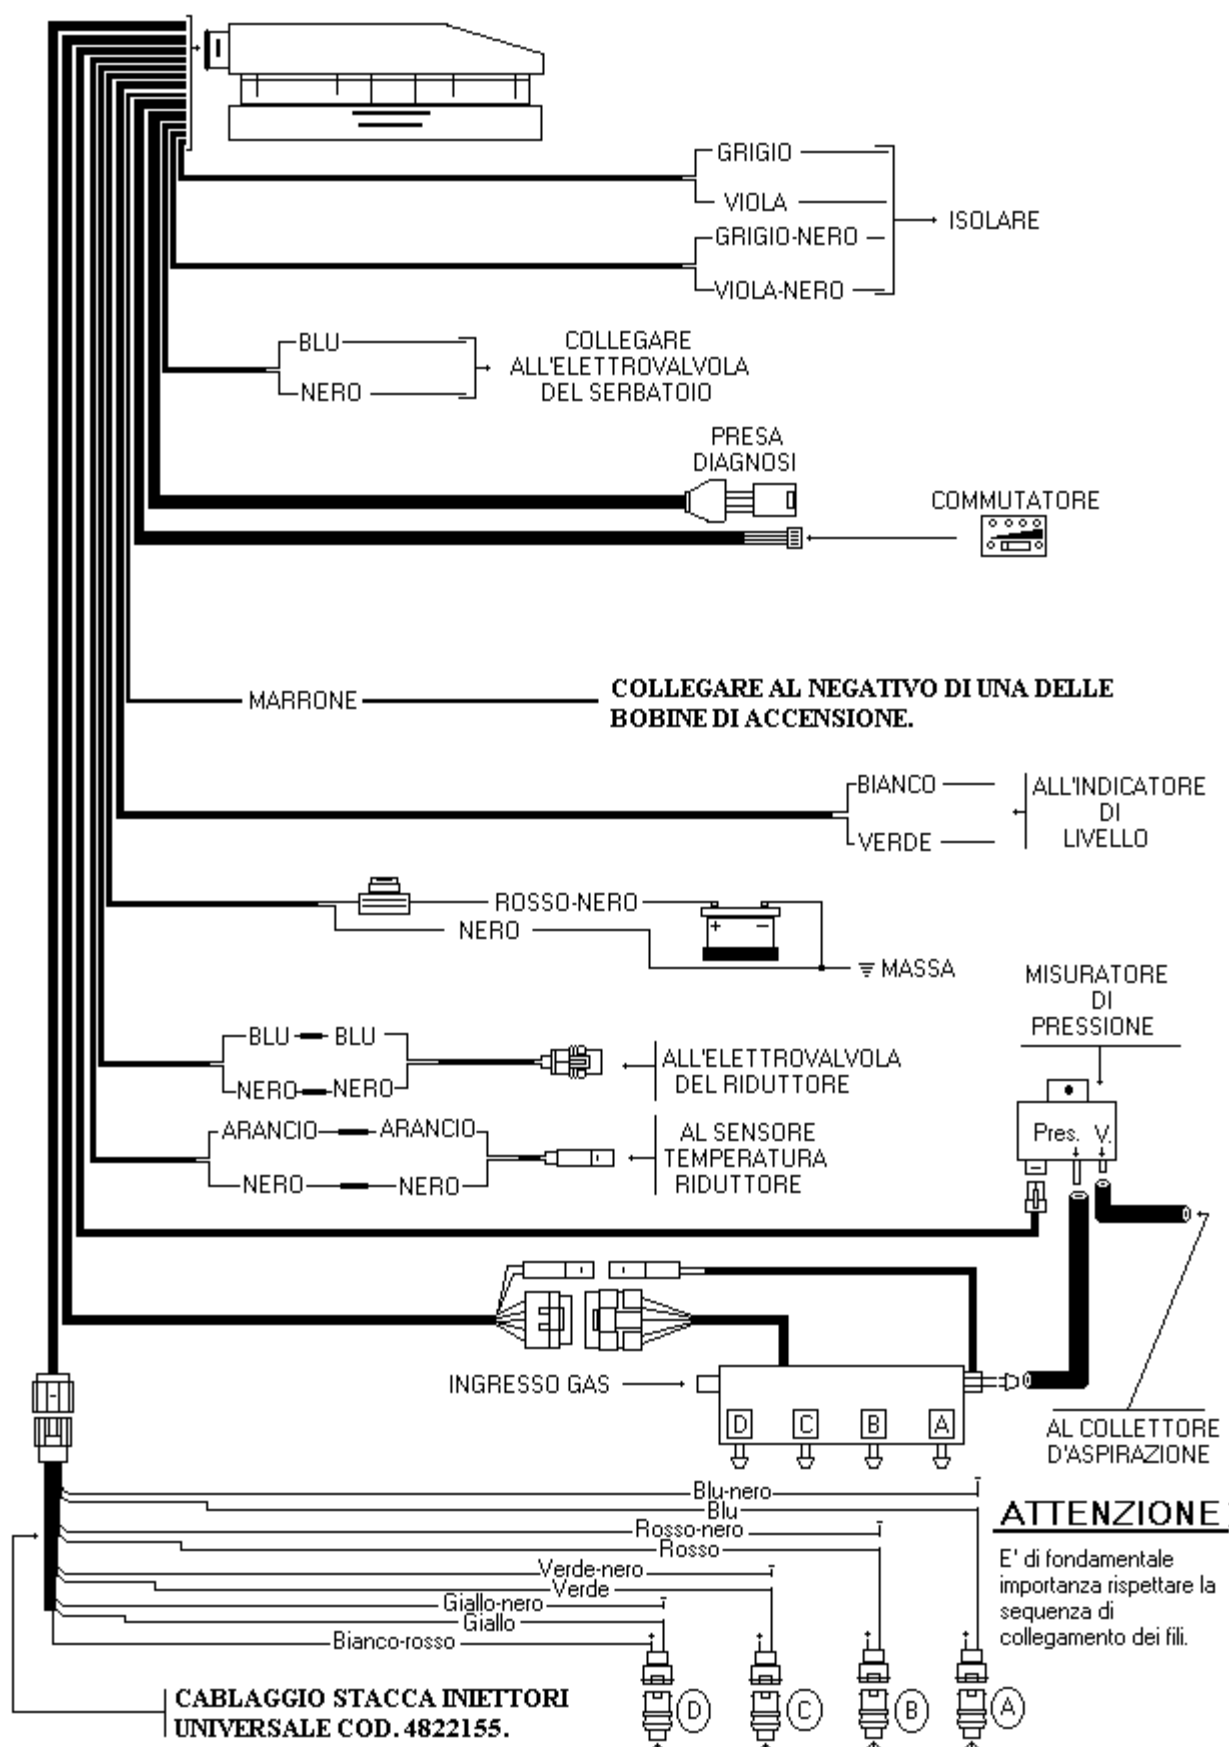 GRIGIO
VIOLA
GRIGIO-NERO
VIOLA-NERO
ISOLARE
BLU
NERO
COLLEGARE
ALL'ELETTROVALVOLA
DEL SERBATOIO
PRESA
DIAGNOSI
COMMUTATORE
MARRONE
COLLEGARE AL NEGATIVO DI UNA DELLE
BOBINE DI ACCENSIONE.
BIANCO
VERDE
ALL'INDICATORE
DI
LIVELLO
ROSSO-NERO
NERO
+ −
MASSA
MISURATORE
DI
PRESSIONE
BLU BLU
NERO NERO
ALL'ELETTROVALVOLA
DEL RIDUTTORE
ARANCIO ARANCIO
NERO NERO
AL SENSORE
TEMPERATURA
RIDUTTORE
Pres. V.
INGRESSO GAS
D C B A
AL COLLETTORE
D'ASPIRAZIONE
Blu-nero
Blu
Rosso-nero
Rosso
Verde-nero
Verde
Giallo-nero
Giallo
Bianco-rosso
ATTENZIONE:
E' di fondamentale
importanza rispettare la
sequenza di
collegamento dei fili.
CABLAGGIO STACCA INIETTORI
UNIVERSALE COD. 4822155.
D C B A